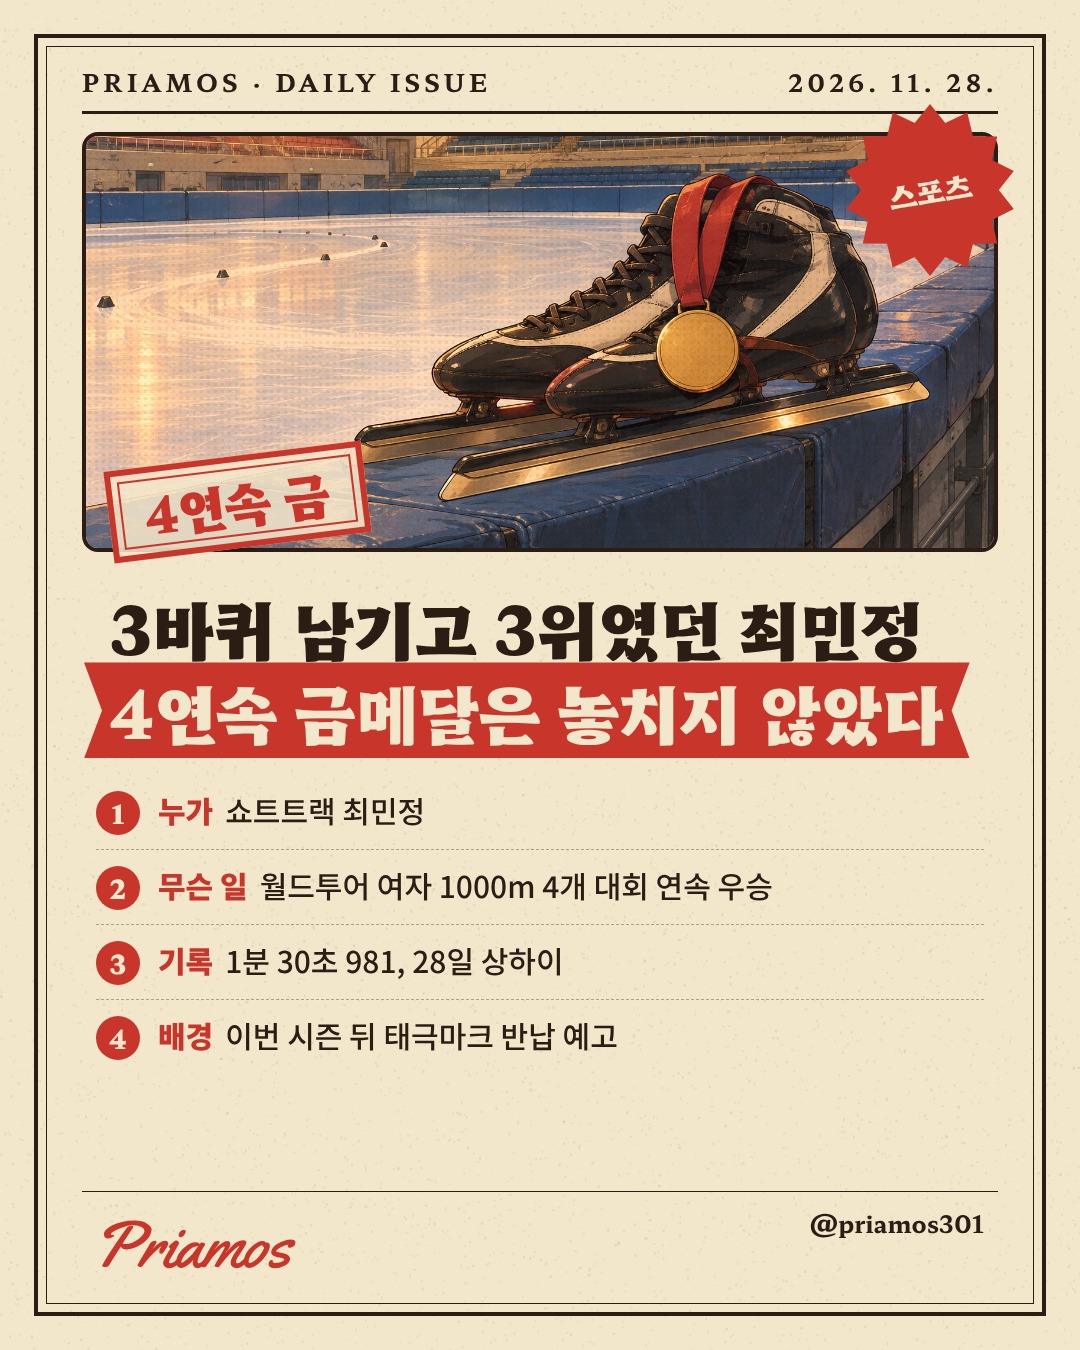 PRIAMOS · DAILY ISSUE
2026. 11. 28.
스포츠
4연속 금
3바퀴 남기고 3위였던 최민정
4연속 금메달은 놓치지 않았다
1 누가 쇼트트랙 최민정
2 무슨 일 월드투어 여자 1000m 4개 대회 연속 우승
3 기록 1분 30초 981, 28일 상하이
4 배경 이번 시즌 뒤 태극마크 반납 예고
Priamos
@priamos301